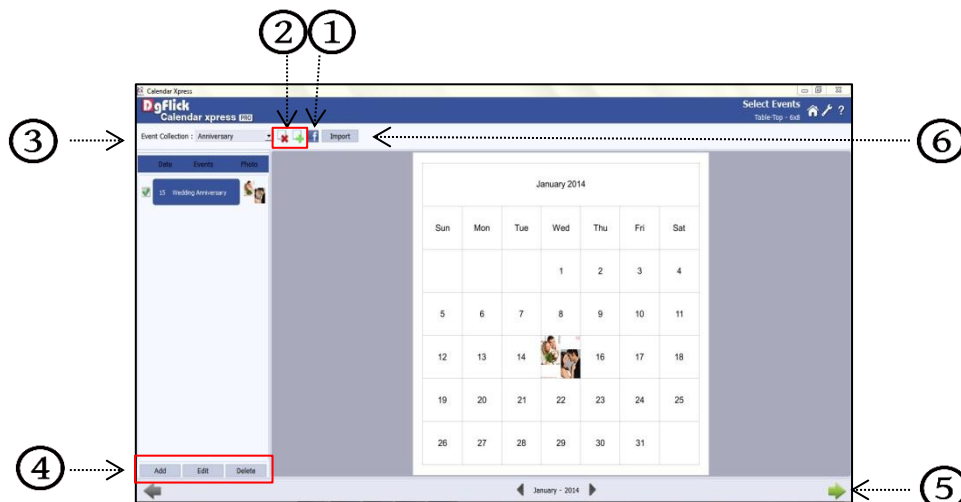 2 1
Calendar Xpress
DgFlick
Calendar xpress PRO
Select Events
Table-Top - 6x8
?
3
Event Collection : Anniversary
f
Import
6
Date Events Photo
15 Wedding Anniversary
January 2014
Sun Mon Tue Wed Thu Fri Sat
1 2 3 4
5 6 7 8 9 10 11
12 13 14 16 17 18
19 20 21 22 23 24 25
26 27 28 29 30 31
4
Add Edit Delete
January - 2014
5